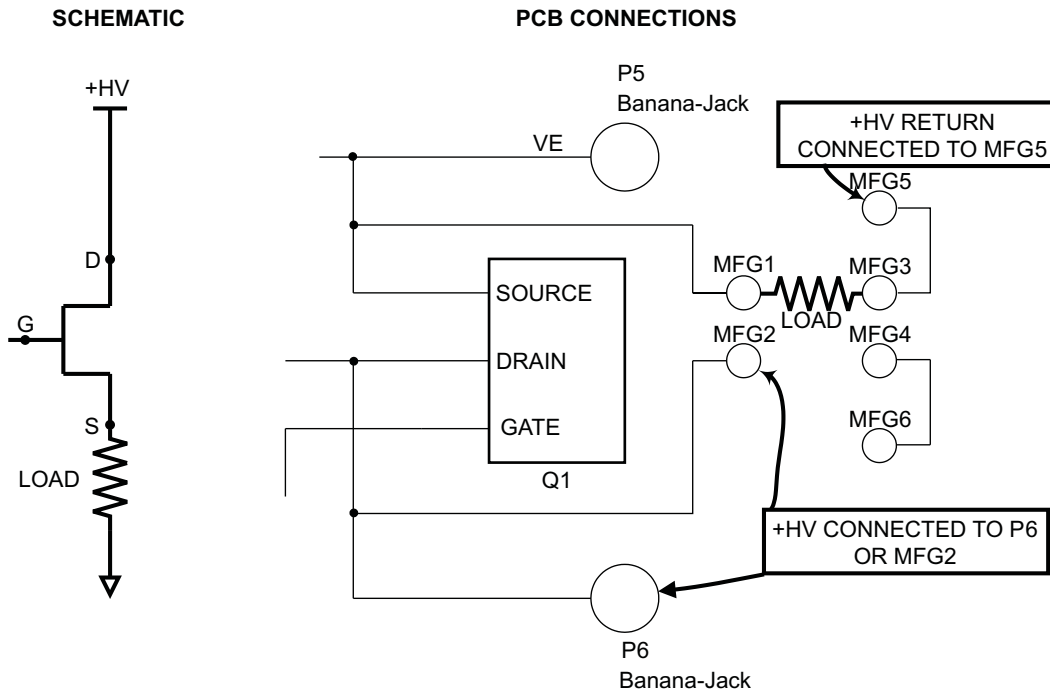 SCHEMATIC
PCB CONNECTIONS
+HV
D
G
S
LOAD
P5
Banana-Jack
VE
+HV RETURN
CONNECTED TO MFG5
MFG5
SOURCE
MFG1
MFG3
LOAD
DRAIN
MFG2
MFG4
GATE
MFG6
Q1
+HV CONNECTED TO P6
OR MFG2
P6
Banana-Jack